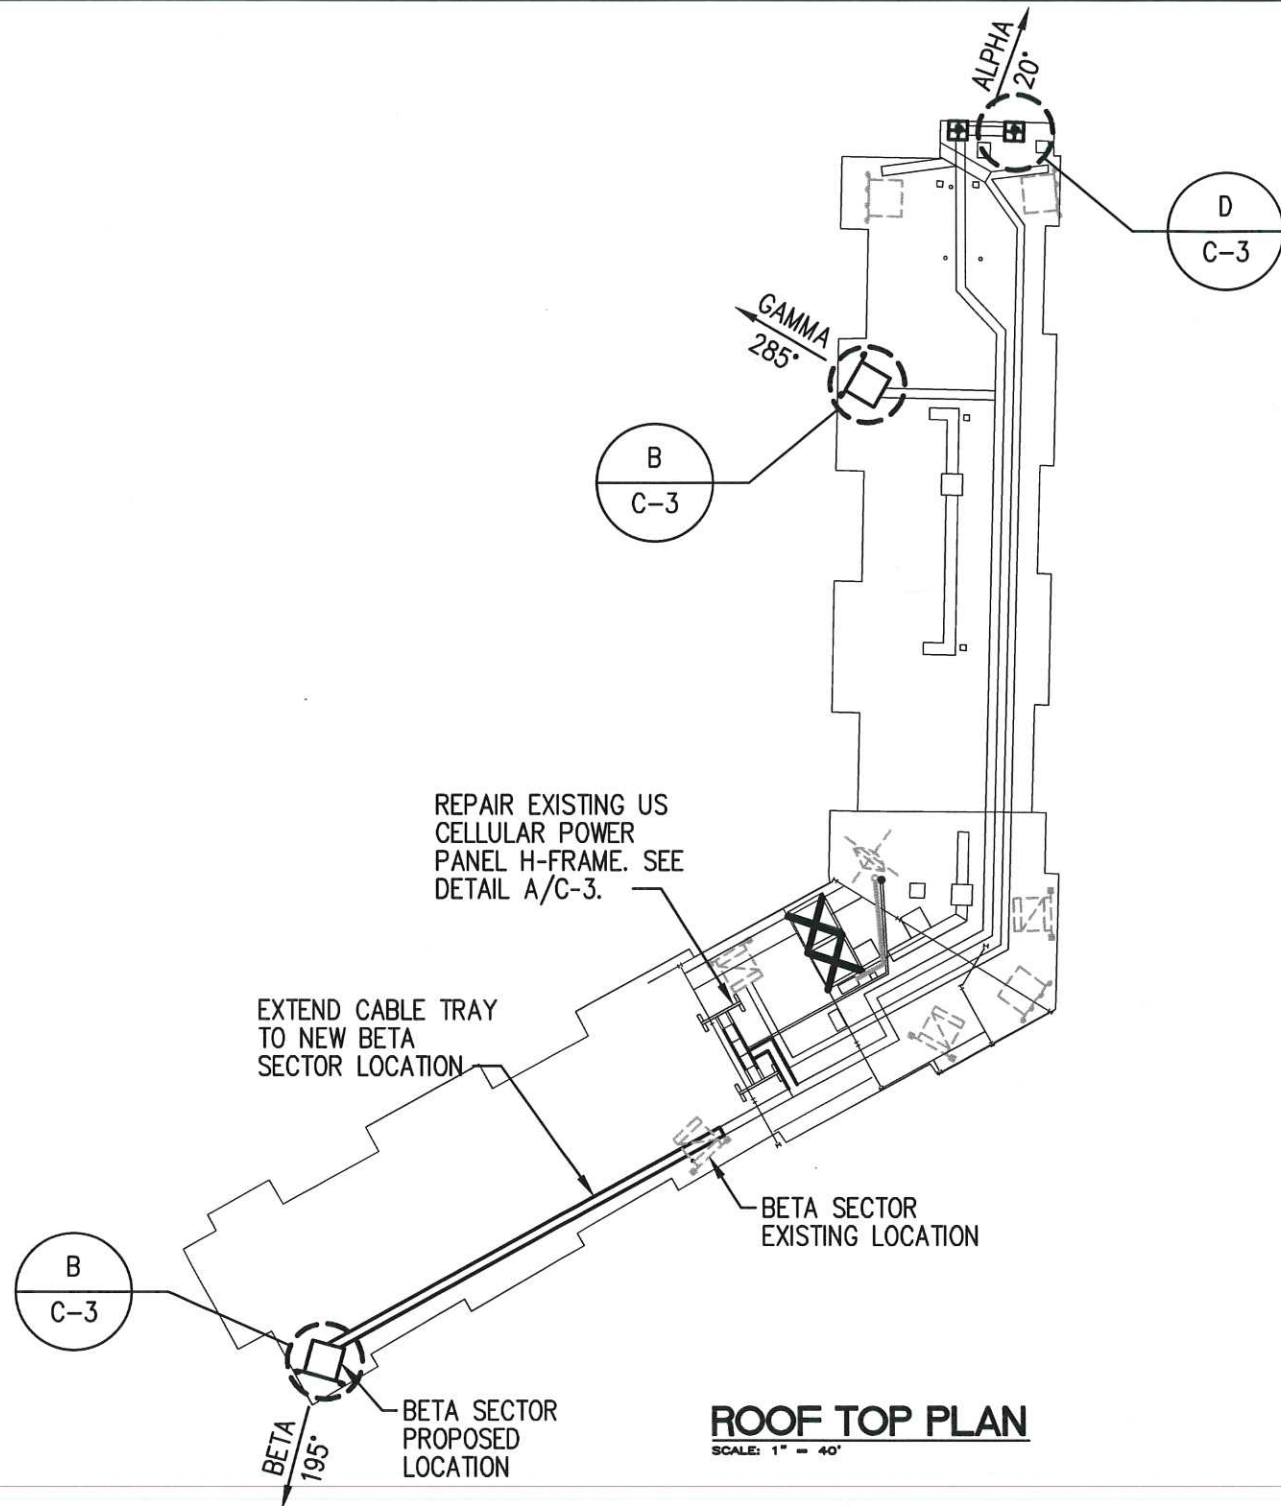 ALPHA
20°
D
C-3
GAMMA
285°
B
C-3
REPAIR EXISTING US
CELLULAR POWER
PANEL H-FRAME. SEE
DETAIL A/C-3.
EXTEND CABLE TRAY
TO NEW BETA
SECTOR LOCATION
BETA SECTOR
EXISTING LOCATION
B
C-3
BETA SECTOR
PROPOSED
LOCATION
BETA
195°
ROOF TOP PLAN
SCALE: 1" = 40'